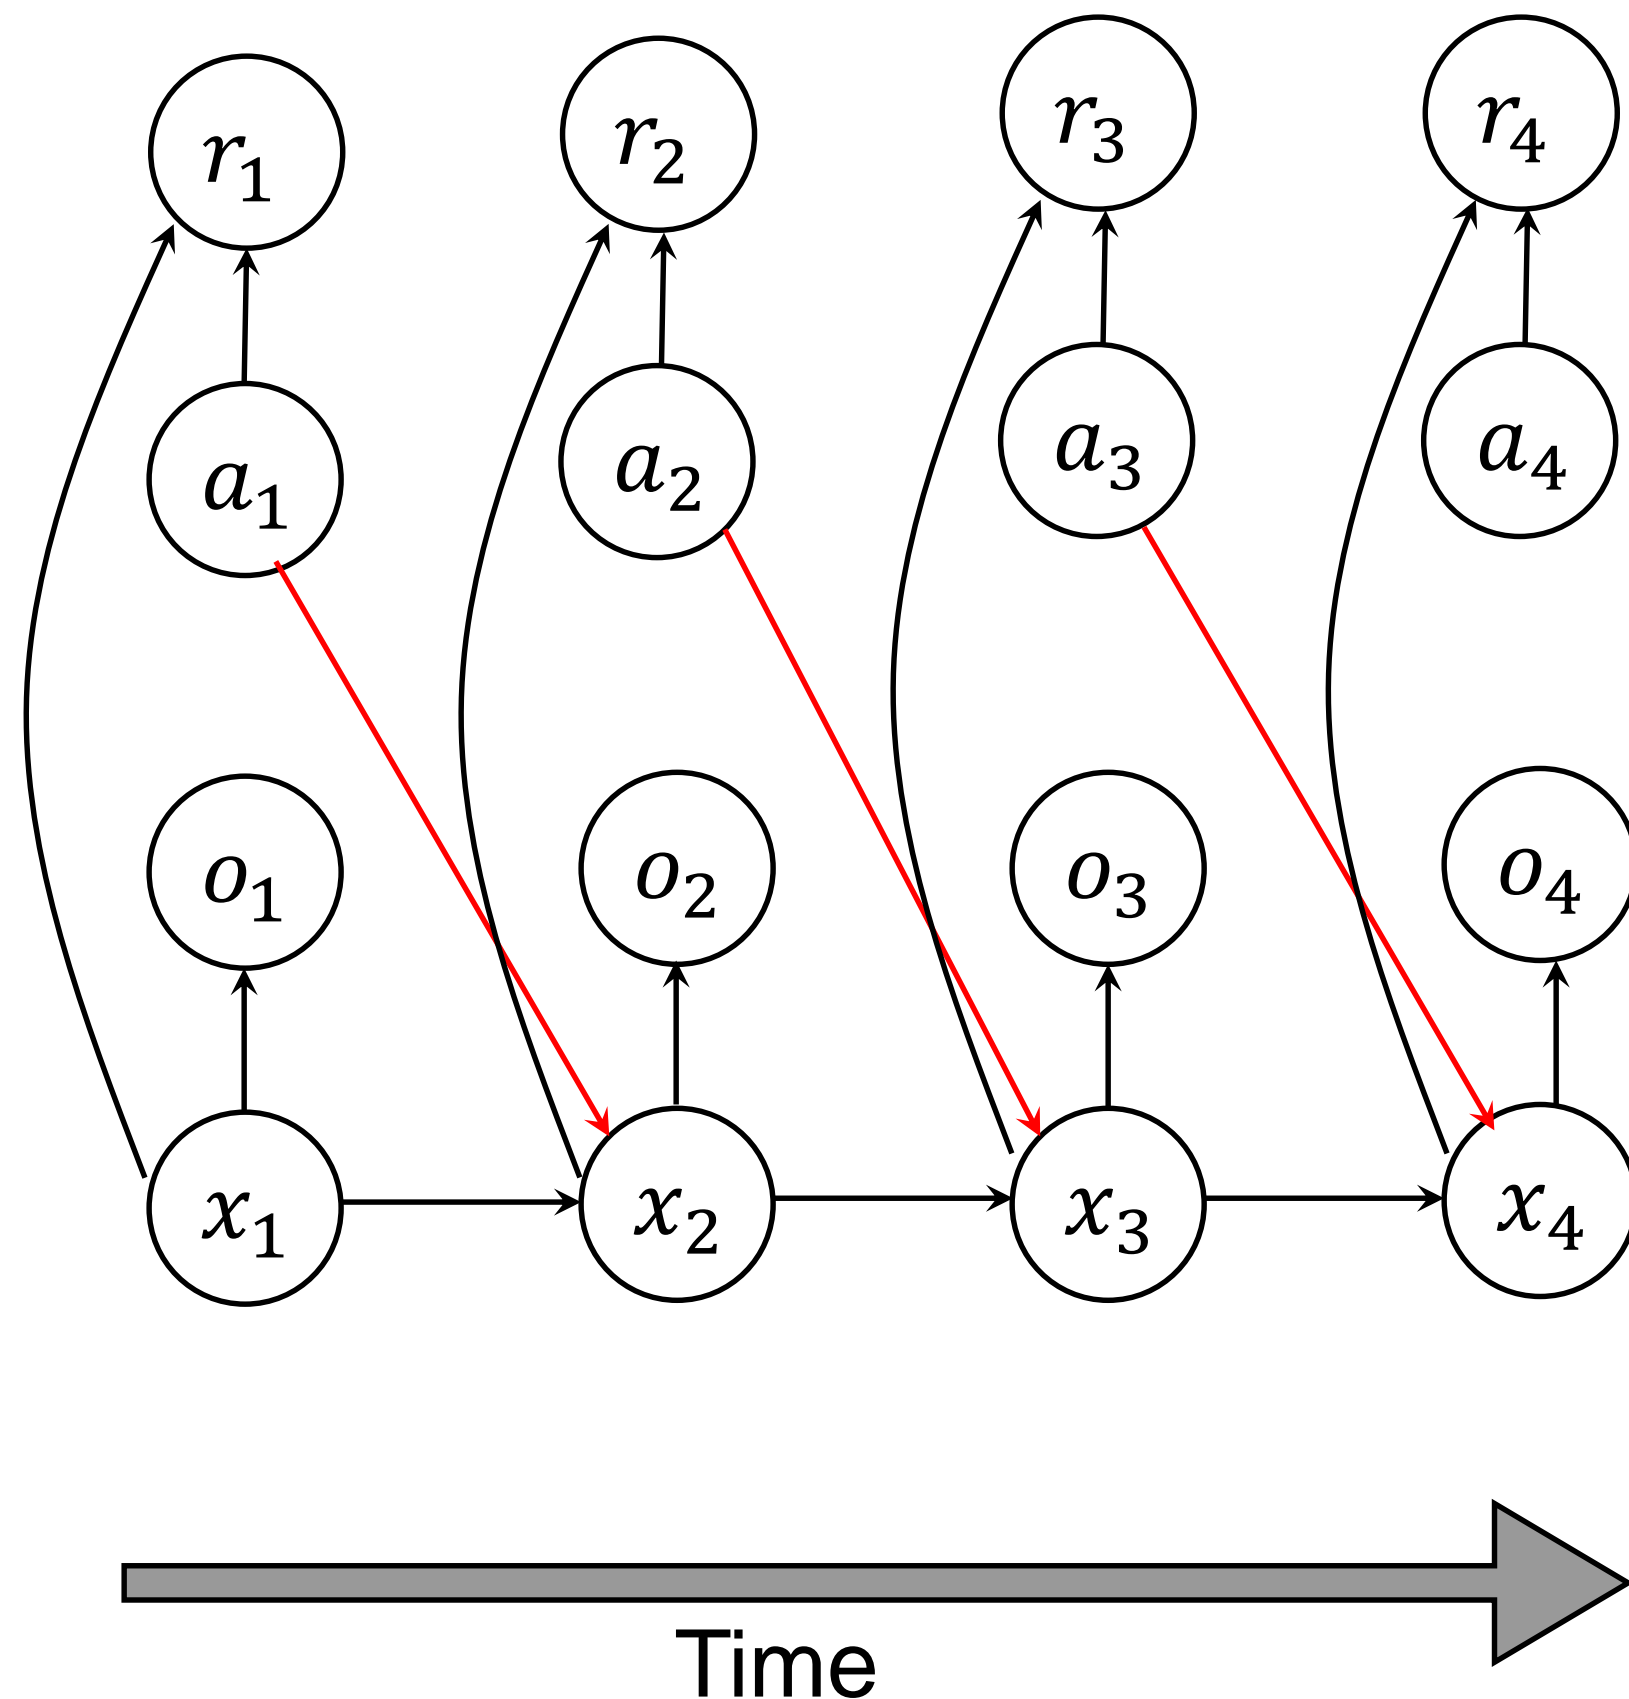 r₁ r₂ r₃ r₄
a₁ a₂ a₃ a₄
o₁ o₂ o₃ o₄
x₁ x₂ x₃ x₄
Time